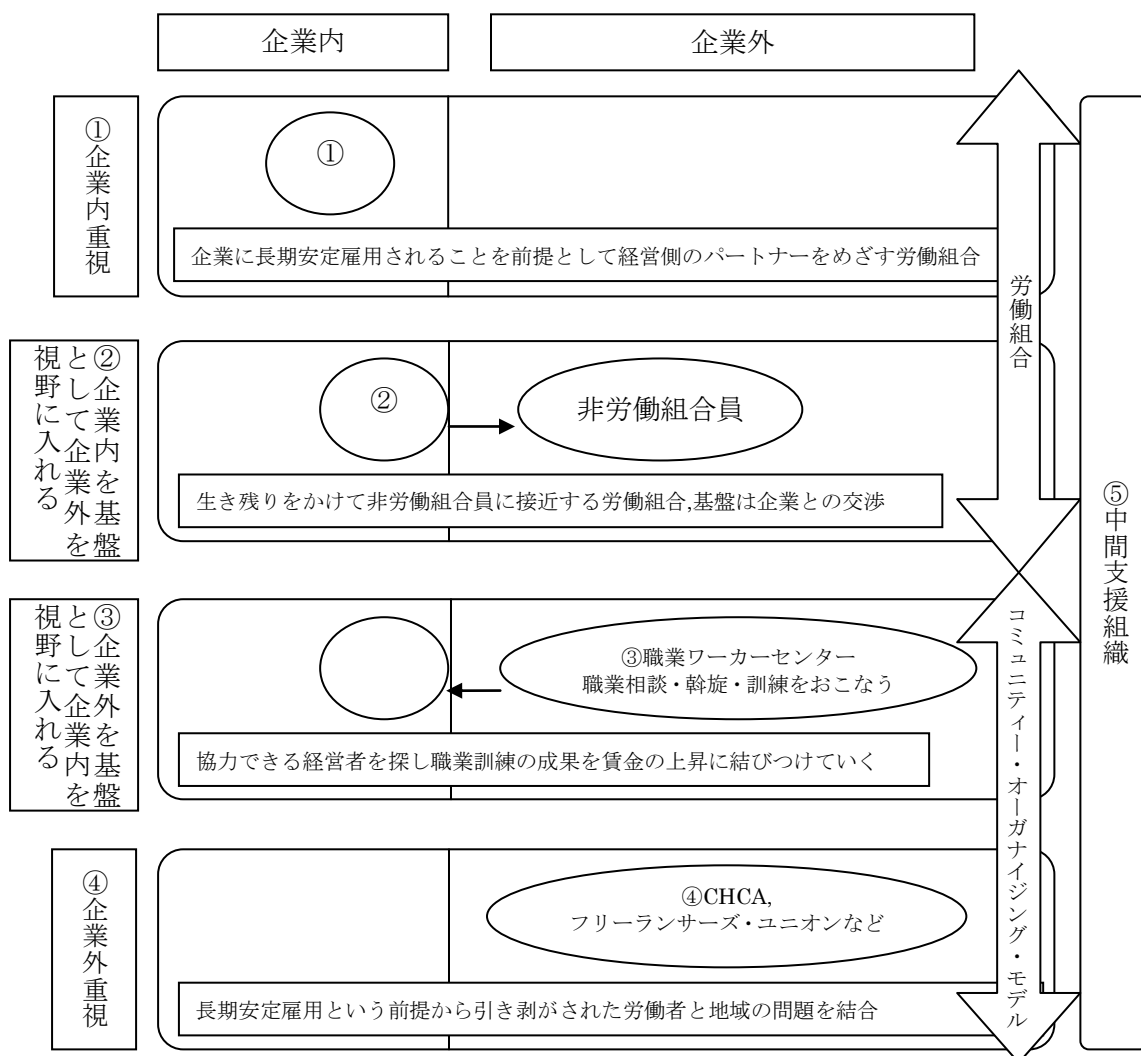 企業内
企業外
①企業内重視
①
企業に長期安定雇用されることを前提として経営側のパートナーをめざす労働組合
②企業内を基盤
として企業外を
視野に入れる
②
非労働組合員
生き残りをかけて非労働組合員に接近する労働組合,基盤は企業との交渉
労働組合
③企業外を基盤
として企業内を
視野に入れる
③職業ワーカーセンター
職業相談・斡旋・訓練をおこなう
協力できる経営者を探し職業訓練の成果を賃金の上昇に結びつけていく
④企業外重視
④CHCA,
フリーランサーズ・ユニオンなど
長期安定雇用という前提から引き剥がされた労働者と地域の問題を結合
コミュニティー・オーガナイジング・モデル
⑤中間支援組織